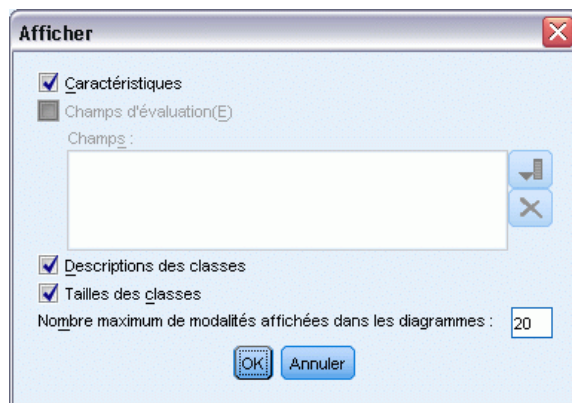 Afficher
Caractéristiques
Champs d'évaluation(E)
Champs :
Descriptions des classes
Tailles des classes
Nombre maximum de modalités affichées dans les diagrammes : 20
OK Annuler